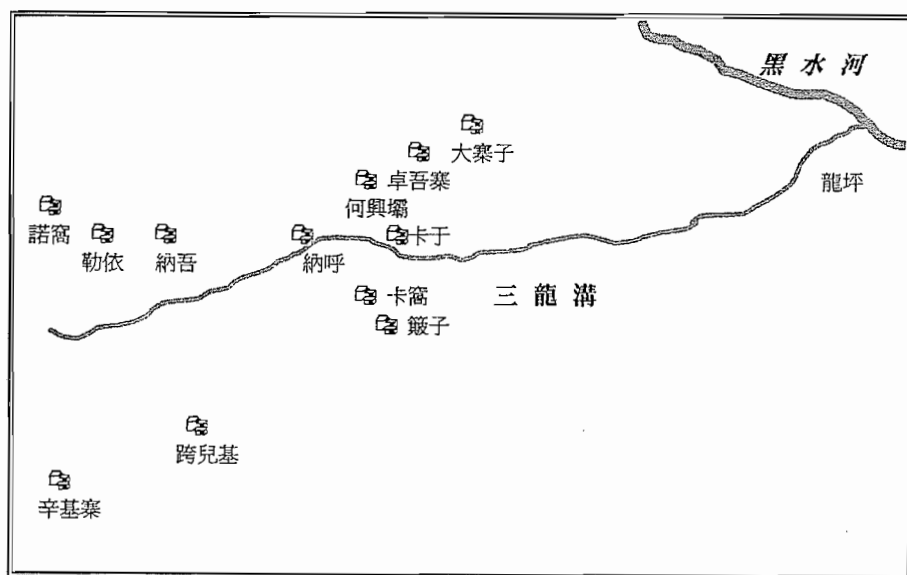 黑水河
大寨子
卓吾寨
龍坪
何興壩
諾窩
勒依
納吾
納呼
卡于
卡窩
三龍溝
簸子
跨兒基
辛基寨